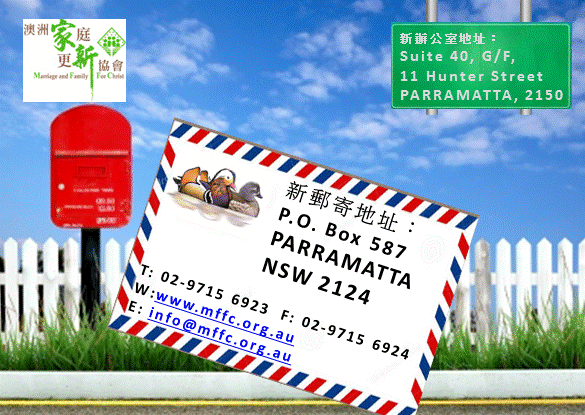 澳洲家庭
更新協會
Marriage and Family For Christ
新辦公室地址：
Suite 40, G/F,
11 Hunter Street
PARRAMATTA, 2150
新郵寄地址：
P.O. Box 587
PARRAMATTA
NSW 2124
T: 02-9715 6923 F: 02-9715 6924
W:www.mffc.org.au
E: info@mffc.org.au